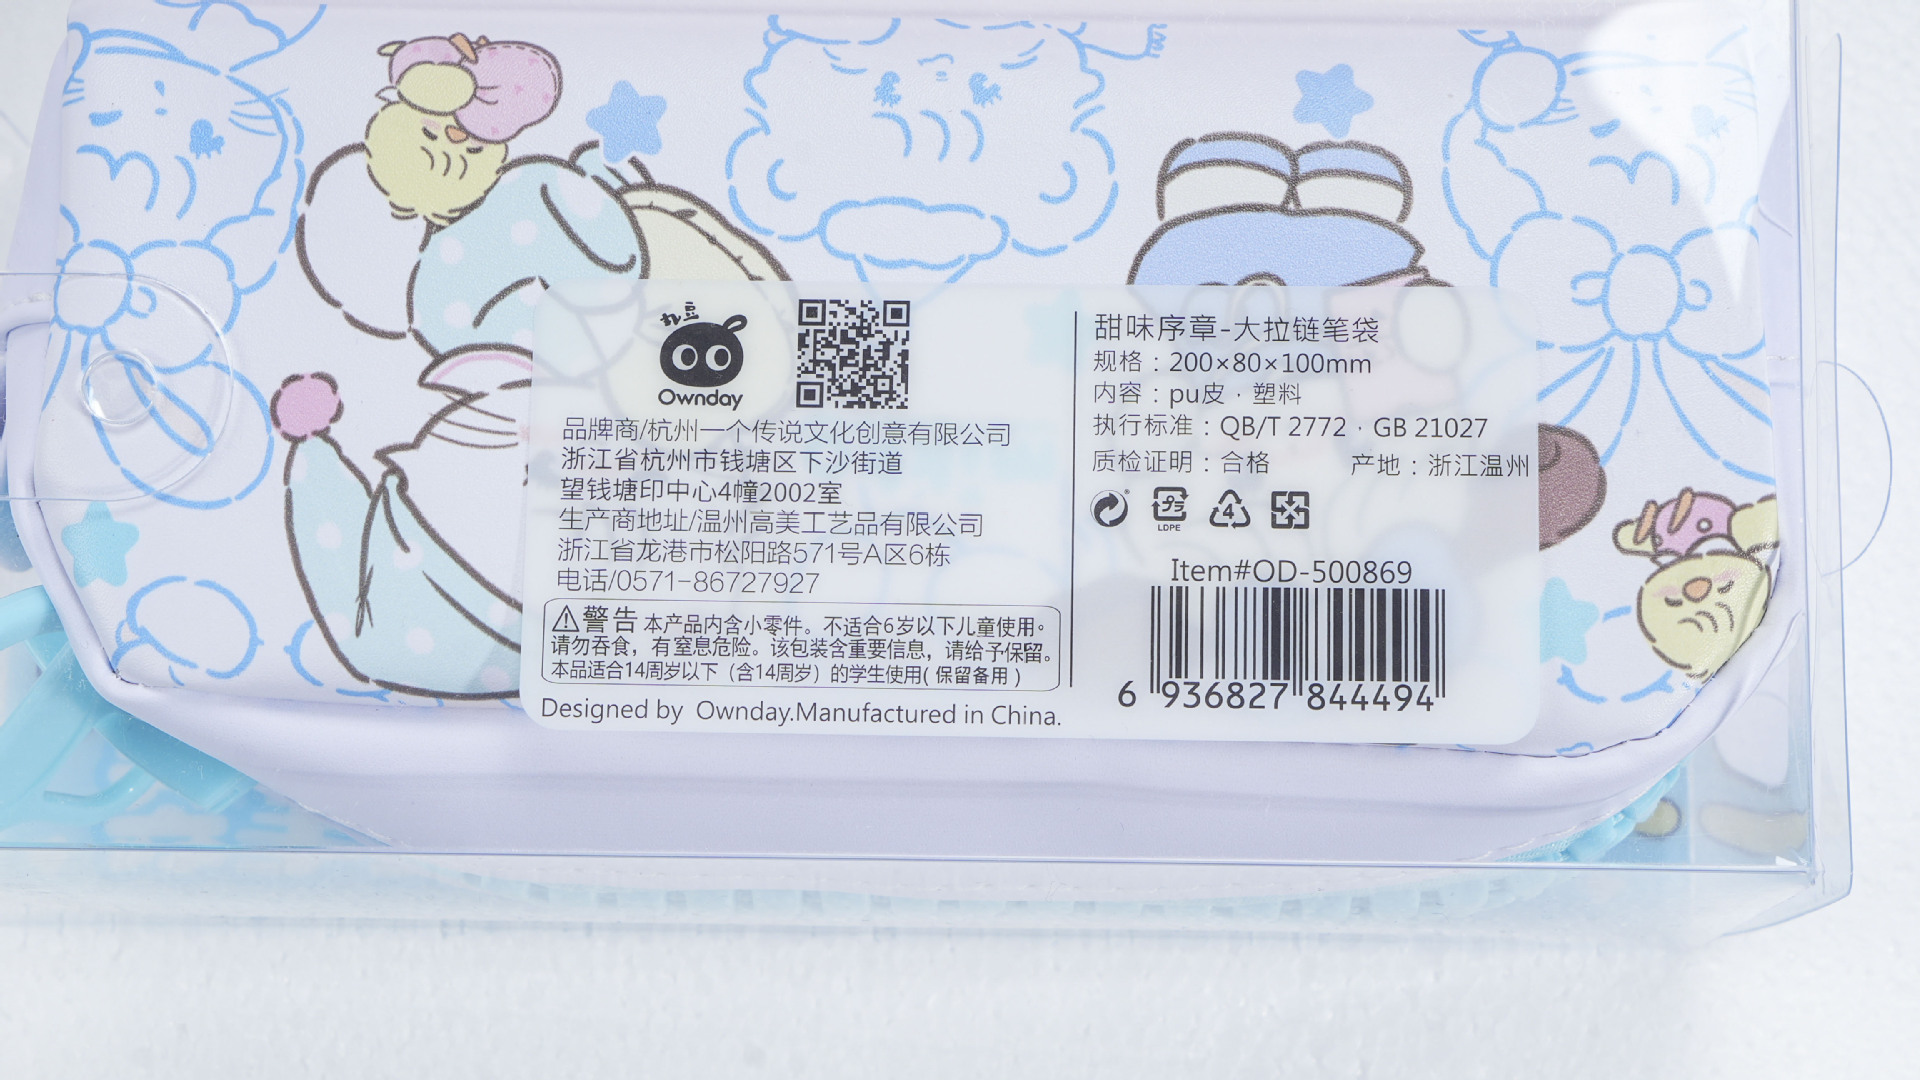 丸豆
Ownday
品牌商/杭州一个传说文化创意有限公司
浙江省杭州市钱塘区下沙街道
望钱塘印中心4幢2002室
生产商地址/温州高美工艺品有限公司
浙江省龙港市松阳路571号A区6栋
电话/0571-86727927
警告 本产品内含小零件。不适合6岁以下儿童使用。
请勿吞食，有窒息危险。该包装含重要信息，请给予保留。
本品适合14周岁以下（含14周岁）的学生使用( 保留备用 )
Designed by Ownday.Manufactured in China.
甜味序章-大拉链笔袋
规格：200×80×100mm
内容：pu皮 · 塑料
执行标准：QB/T 2772 · GB 21027
质检证明：合格 产地：浙江温州
プラ
LDPE
4
Item#OD-500869
6 936827 844494